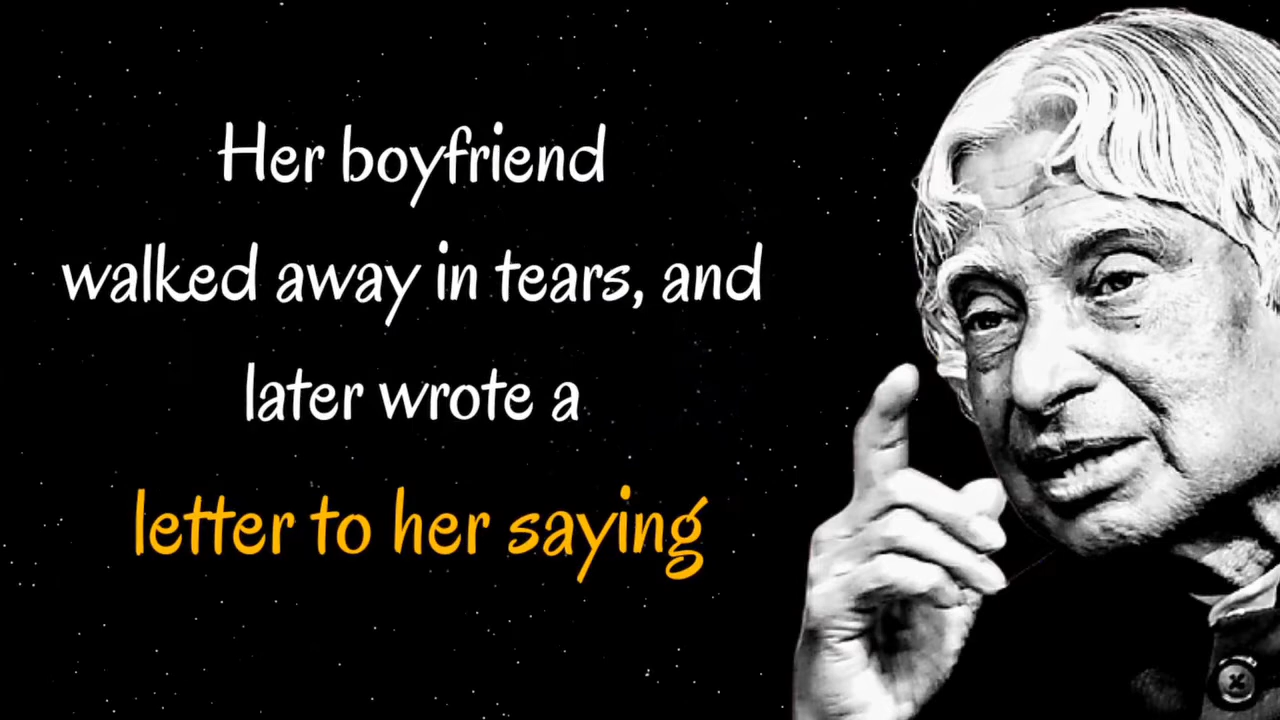 Her boyfriend
walked away in tears, and
later wrote a
letter to her saying